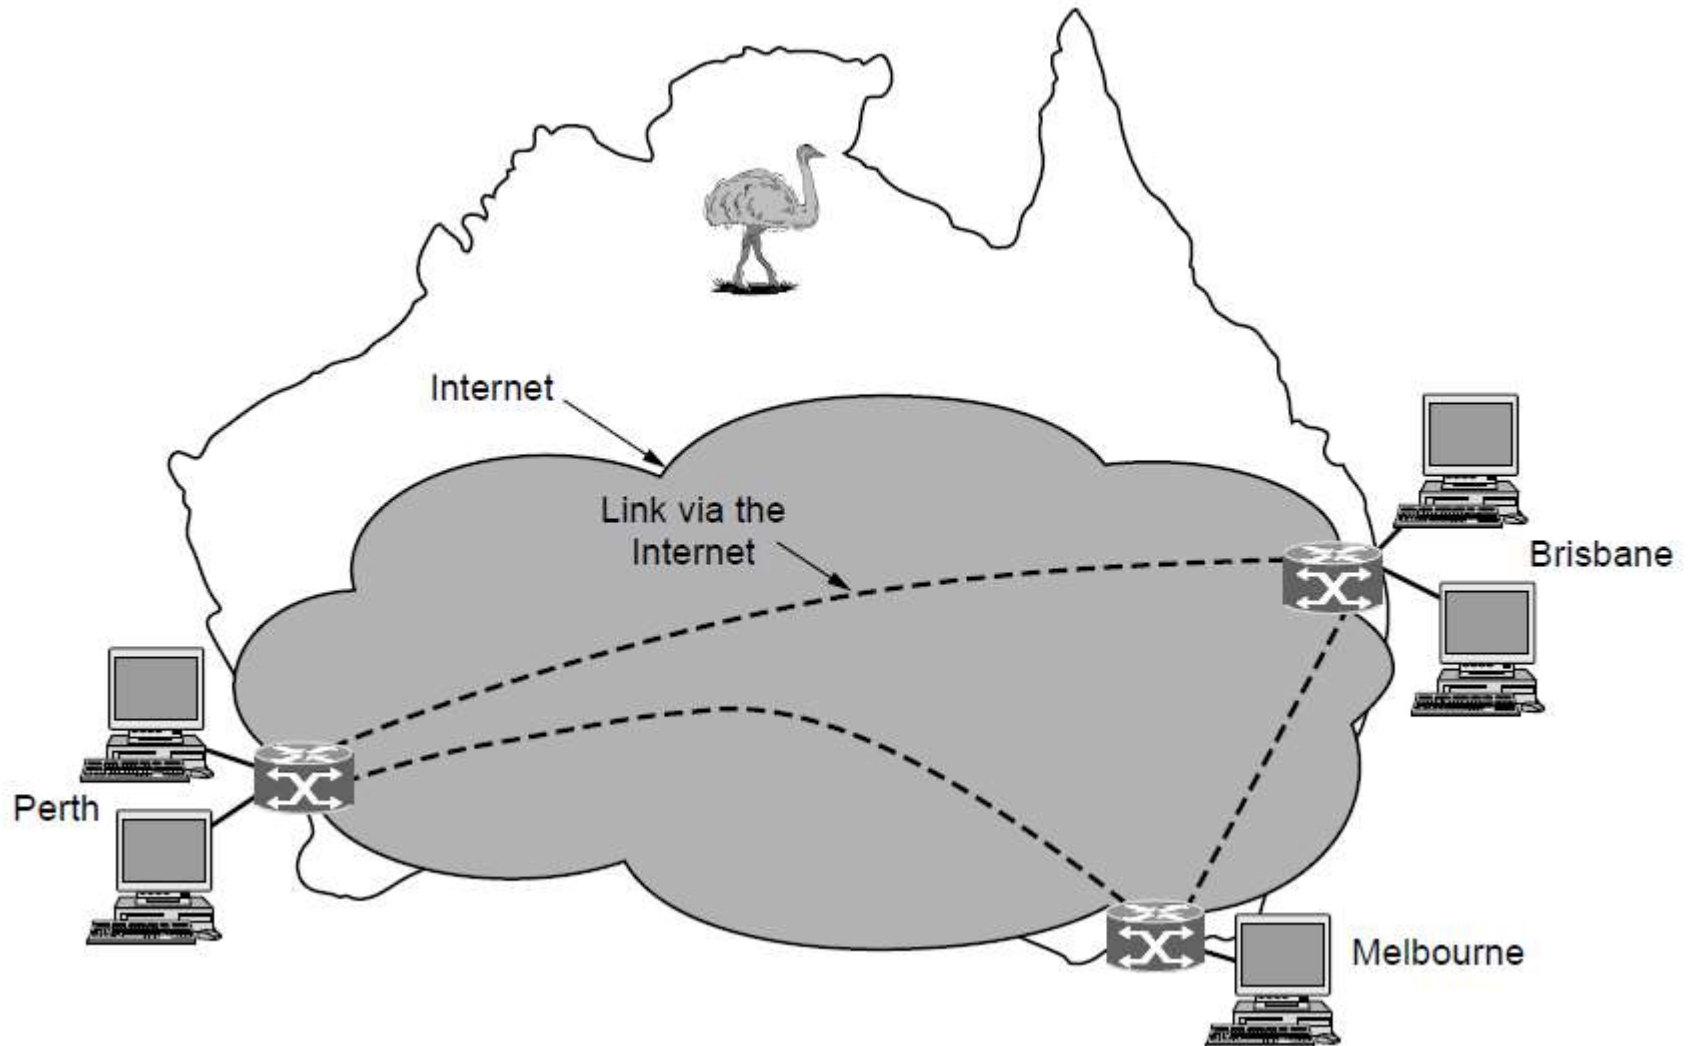 Internet
Link via the
Internet
Brisbane
Perth
Melbourne